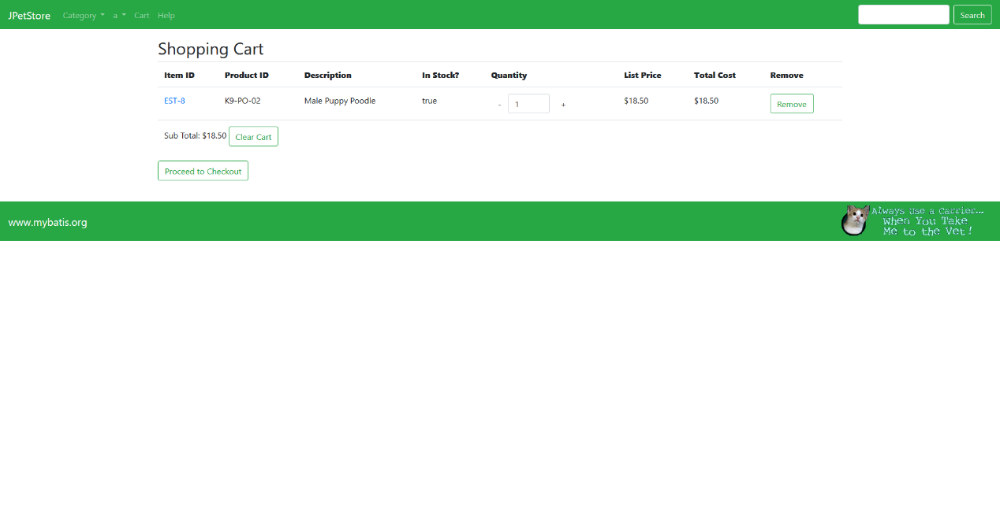 JPetStore Category a Cart Help Search
Shopping Cart
Item ID Product ID Description In Stock? Quantity List Price Total Cost Remove
EST-8 K9-PO-02 Male Puppy Poodle true - 1 + $18.50 $18.50 Remove
Sub Total: $18.50 Clear Cart
Proceed to Checkout
www.mybatis.org
Always Use a Carrier...
When You Take
Me to the Vet!